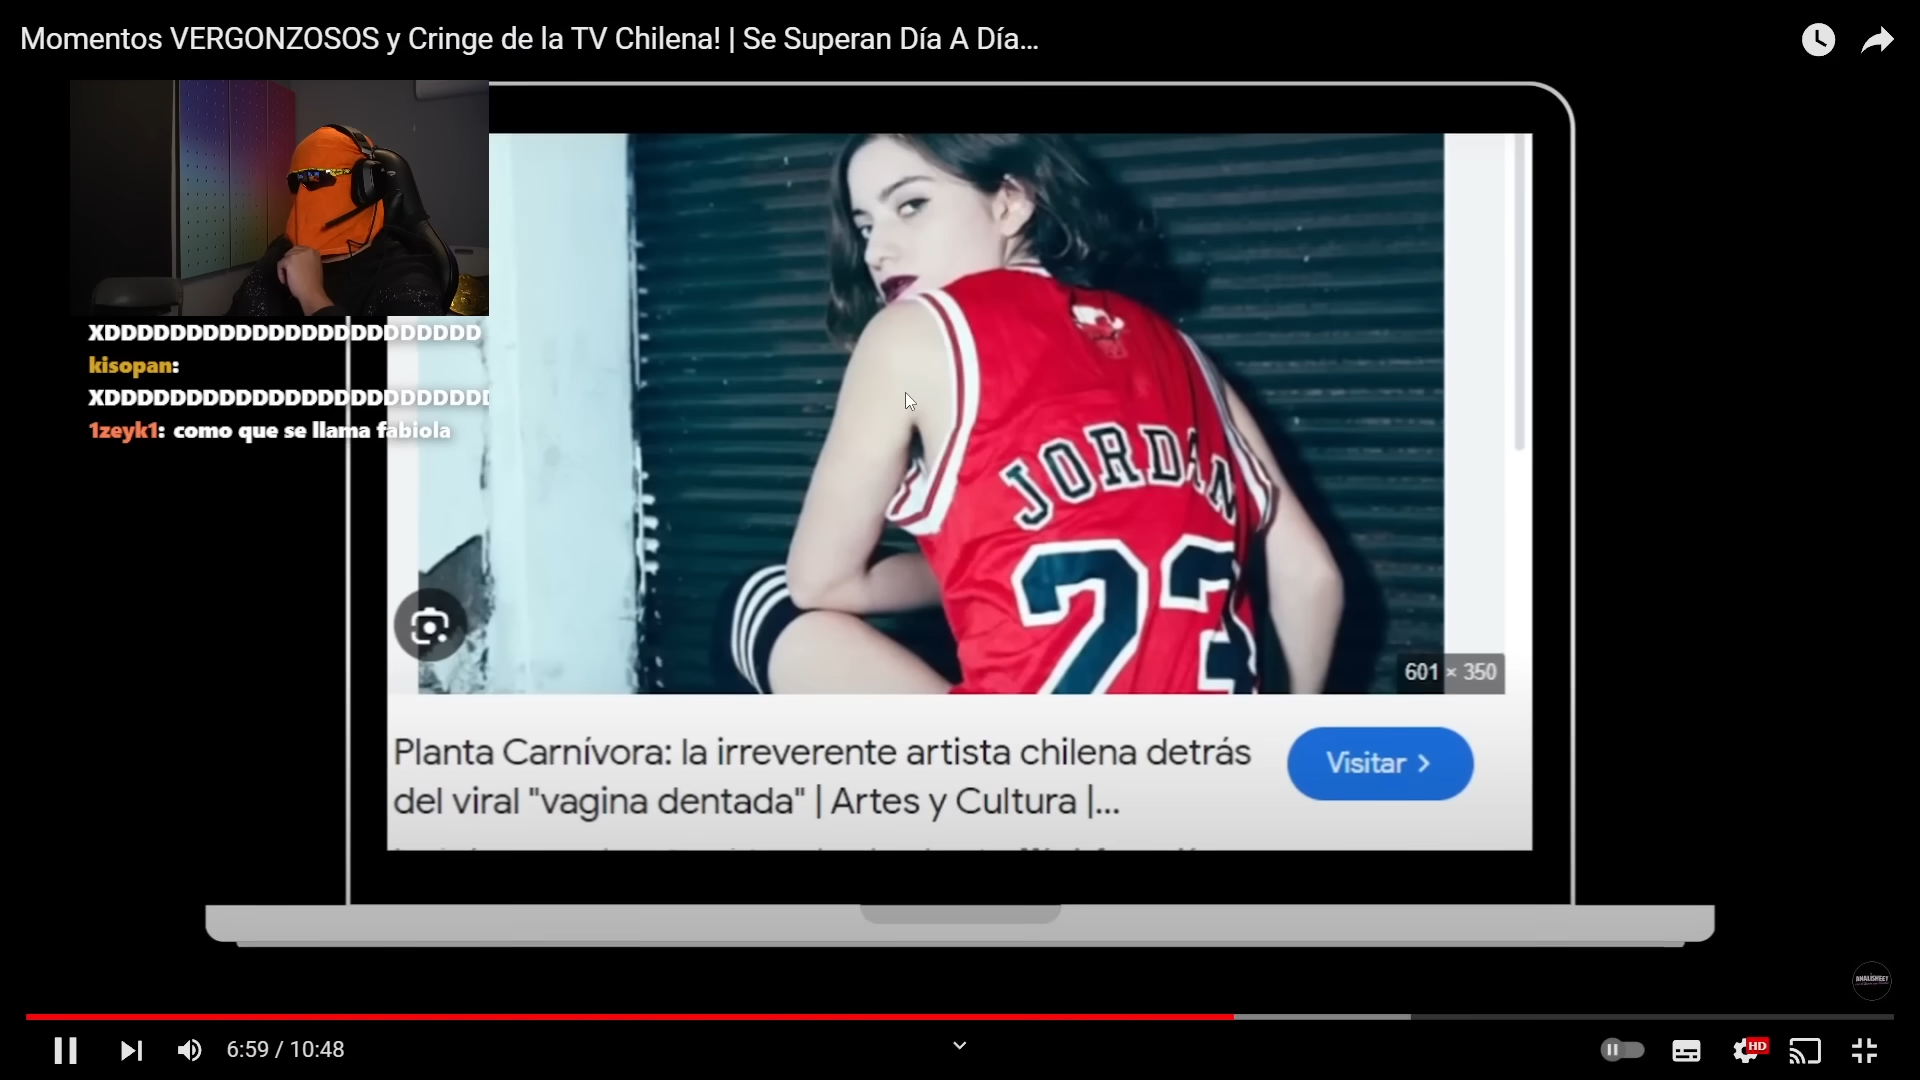 Momentos VERGONZOSOS y Cringe de la TV Chilena! | Se Superan Día A Día...
XDDDDDDDDDDDDDDDDDDDDDDD
kisopan:
XDDDDDDDDDDDDDDDDDDDDDDDD
1zeyk1: como que se llama fabiola
JORDAN
23
601 × 350
Planta Carnívora: la irreverente artista chilena detrás
del viral "vagina dentada" | Artes y Cultura |...
Visitar >
6:59 / 10:48
HD